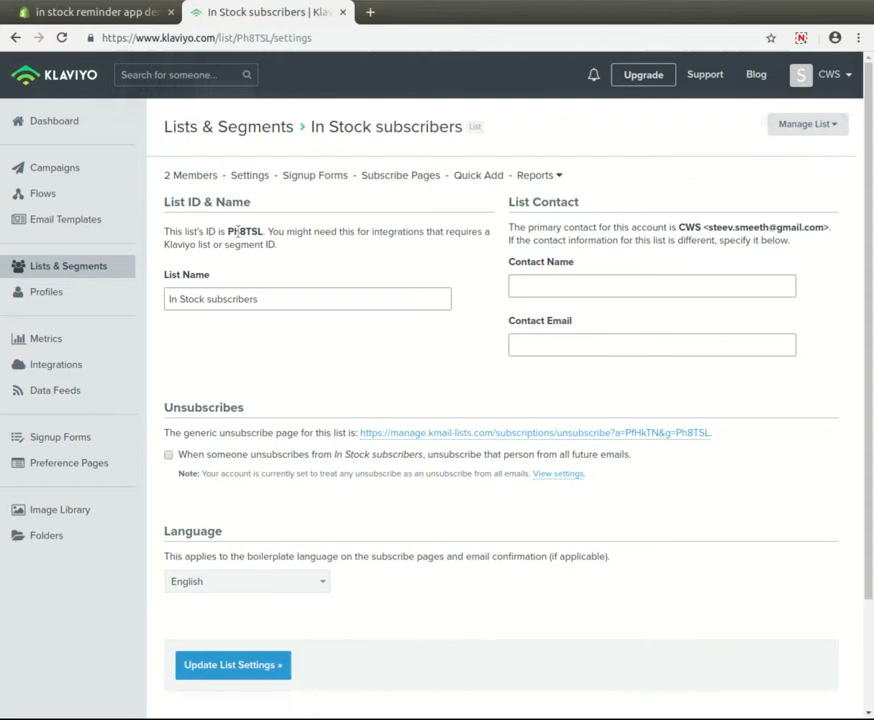 in stock reminder app de
In Stock subscribers | Kla
https://www.klaviyo.com/list/Ph8TSL/settings
KLAVIYO
Search for someone...
Upgrade
Support
Blog
S
CWS
Dashboard
Campaigns
Flows
Email Templates
Lists & Segments
Profiles
Metrics
Integrations
Data Feeds
Signup Forms
Preference Pages
Image Library
Folders
Lists & Segments > In Stock subscribers List
Manage List
2 Members - Settings - Signup Forms - Subscribe Pages - Quick Add - Reports
List ID & Name
This list's ID is Ph8TSL. You might need this for integrations that requires a
Klaviyo list or segment ID.
List Name
In Stock subscribers
List Contact
The primary contact for this account is CWS <steev.smeeth@gmail.com>.
If the contact information for this list is different, specify it below.
Contact Name
Contact Email
Unsubscribes
The generic unsubscribe page for this list is: https://manage.kmail-lists.com/subscriptions/unsubscribe?a=PfHkTN&g=Ph8TSL.
When someone unsubscribes from In Stock subscribers, unsubscribe that person from all future emails.
Note: Your account is currently set to treat any unsubscribe as an unsubscribe from all emails. View settings.
Language
This applies to the boilerplate language on the subscribe pages and email confirmation (if applicable).
English
Update List Settings »